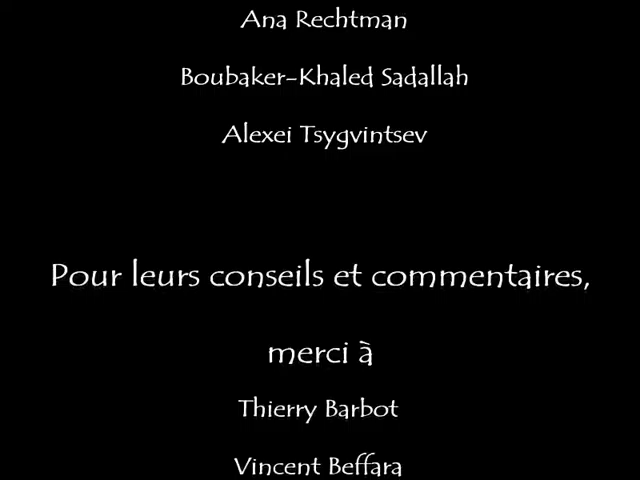 Ana Rechtman
Boubaker-Khaled Sadallah
Alexei Tsygvintsev
Pour leurs conseils et commentaires,
merci à
Thierry Barbot
Vincent Beffara